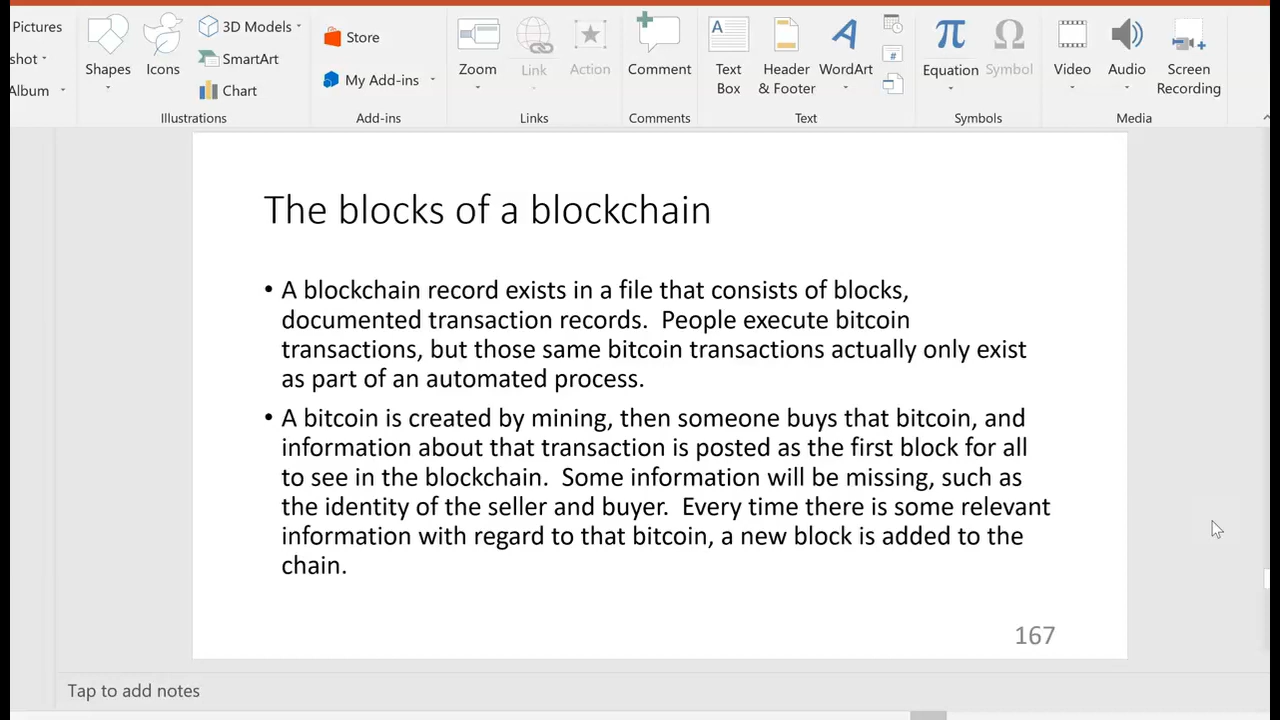 Pictures
shot
Album
Shapes
Icons
3D Models
SmartArt
Chart
Illustrations
Store
My Add-ins
Add-ins
Zoom
Link
Action
Links
Comment
Comments
Text
Box
Header
& Footer
WordArt
Text
Equation
Symbol
Symbols
Video
Audio
Screen
Recording
Media
The blocks of a blockchain
• A blockchain record exists in a file that consists of blocks,
documented transaction records.  People execute bitcoin
transactions, but those same bitcoin transactions actually only exist
as part of an automated process.
• A bitcoin is created by mining, then someone buys that bitcoin, and
information about that transaction is posted as the first block for all
to see in the blockchain.  Some information will be missing, such as
the identity of the seller and buyer.  Every time there is some relevant
information with regard to that bitcoin, a new block is added to the
chain.
167
Tap to add notes